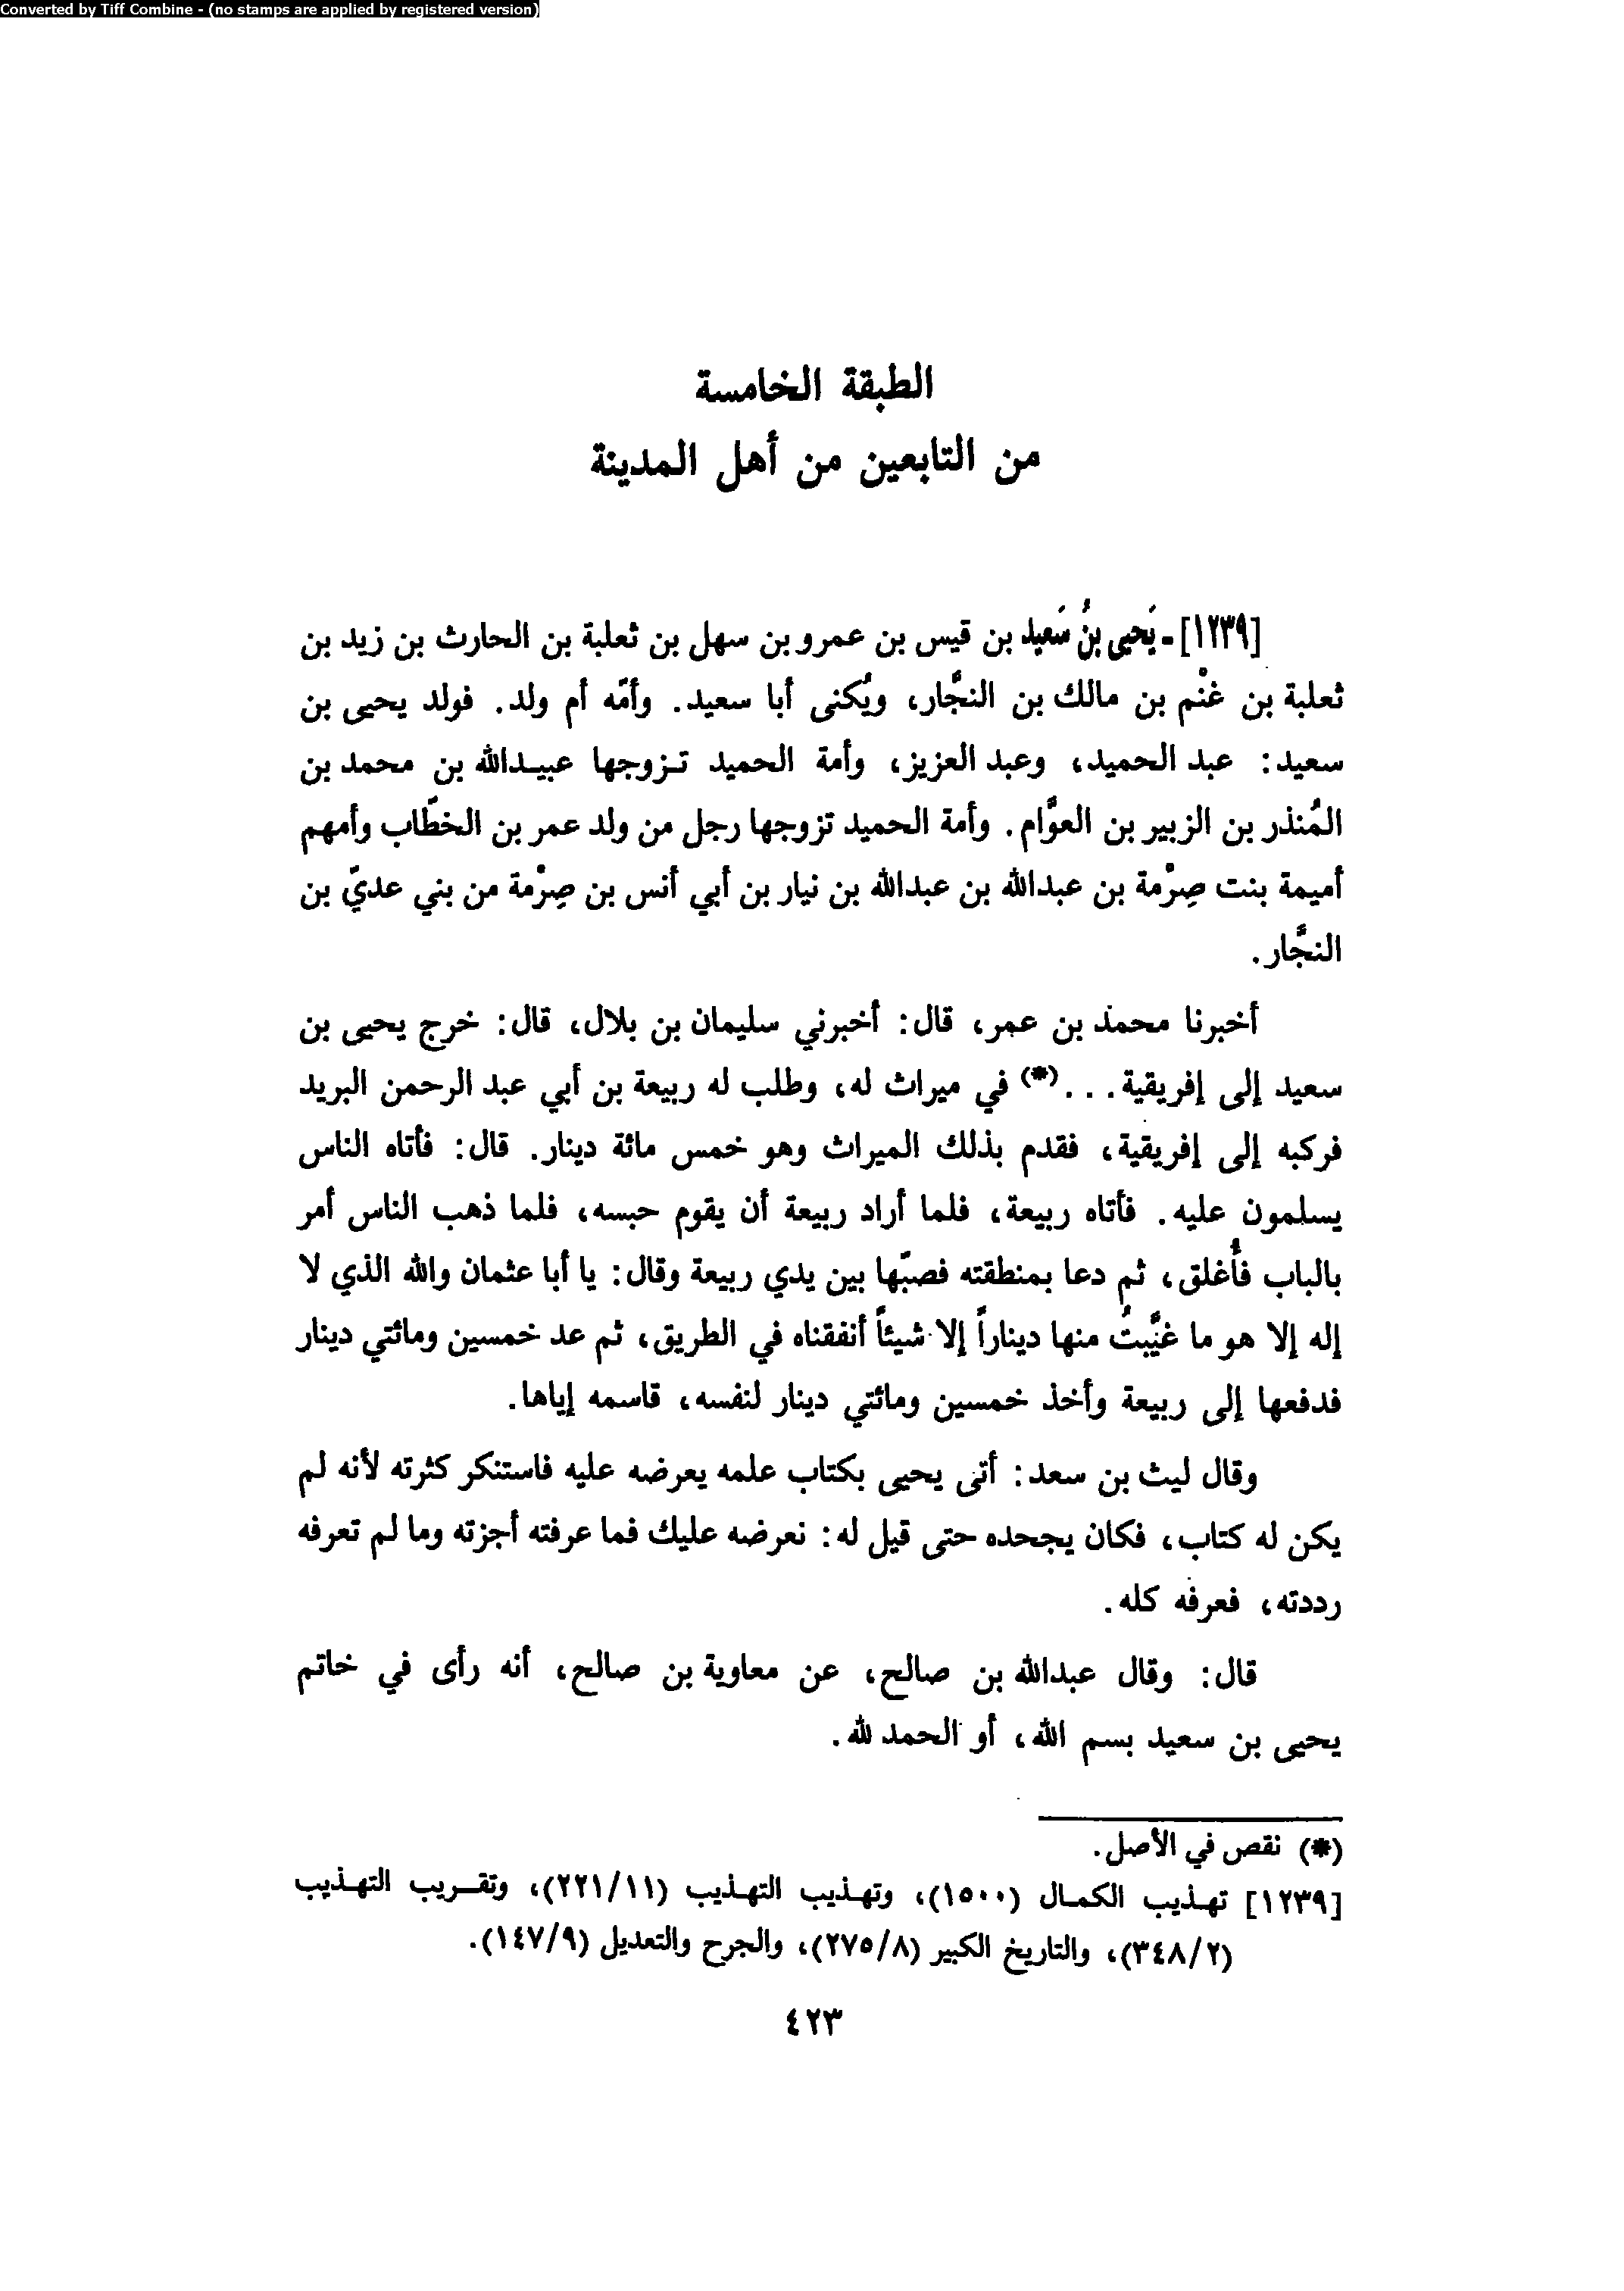 Converted by Tiff Combine - (no stamps are applied by registered version)
الطبقة الخامسة
من التابعين من أهل المدينة
[١٢٣٩] - يَحيى بنُ سَعيد بن قيس بن عمرو بن سهل بن ثعلبة بن الحارث بن زيد بن
ثعلبة بن غنْم بن مالك بن النجَّار، ويُكنى أبا سعيد. وأمّه أم ولد. فولد يحيى بن
سعيد: عبد الحميد، وعبد العزيز، وأمة الحميد تزوجها عبيدالله بن محمد بن
المُنذر بن الزبير بن العوَّام. وأمة الحميد تزوجها رجل من ولد عمر بن الخطّاب وأمهم
أميمة بنت صِرْمة بن عبدالله بن عبدالله بن نيار بن أبي أنس بن صِرْمة من بني عديّ بن
النجَّار.
أخبرنا محمد بن عمر، قال: أخبرني سليمان بن بلال، قال: خرج يحيى بن
سعيد إلى إفريقية...(*) في ميراث له، وطلب له ربيعة بن أبي عبد الرحمن البريد
فركبه إلى إفريقية، فقدم بذلك الميراث وهو خمس مائة دينار. قال: فأتاه الناس
يسلمون عليه. فأتاه ربيعة، فلما أراد ربيعة أن يقوم حبسه، فلما ذهب الناس أمر
بالباب فأُغلق، ثم دعا بمنطقته فصبّها بين يدي ربيعة وقال: يا أبا عثمان والله الذي لا
إله إلا هو ما غيَّبتُ منها ديناراً إلا شيئاً أنفقناه في الطريق، ثم عد خمسين ومائتي دينار
فدفعها إلى ربيعة وأخذ خمسين ومائتي دينار لنفسه، قاسمه إياها.
وقال ليث بن سعد: أتى يحيى بكتاب علمه يعرضه عليه فاستنكر كثرته لأنه لم
يكن له كتاب، فكان يجحده حتى قيل له: نعرضه عليك فما عرفته أجزته وما لم تعرفه
رددته، فعرفه كله.
قال: وقال عبدالله بن صالح، عن معاوية بن صالح، أنه رأى في خاتم
يحيى بن سعيد بسم الله، أو الحمد لله.
(*) نقص في الأصل.
[١٢٣٩] تهذيب الكمال (١٥٠٠)، وتهذيب التهذيب (٢٢١/١١)، وتقريب التهذيب
(٣٤٨/٢)، والتاريخ الكبير (٢٧٥/٨)، والجرح والتعديل (١٤٧/٩).
٤٢٣